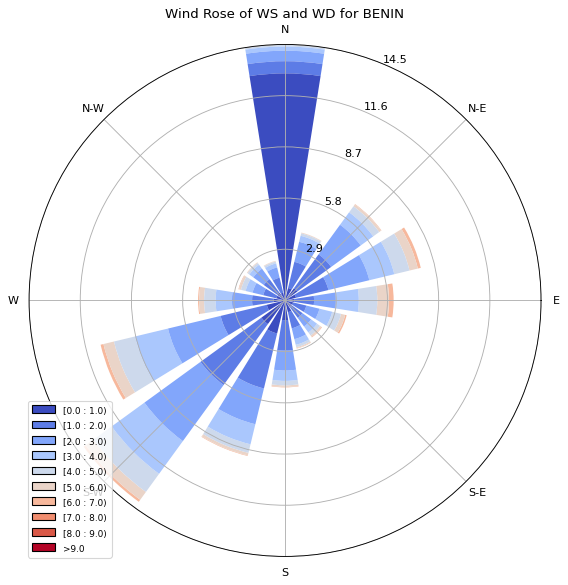 Wind Rose of WS and WD for BENIN
N
14.5
N-W
11.6
N-E
8.7
5.8
2.9
W
E
[0.0 : 1.0)
[1.0 : 2.0)
[2.0 : 3.0)
[3.0 : 4.0)
[4.0 : 5.0)
[5.0 : 6.0)
S-W
S-E
[6.0 : 7.0)
[7.0 : 8.0)
[8.0 : 9.0)
>9.0
S